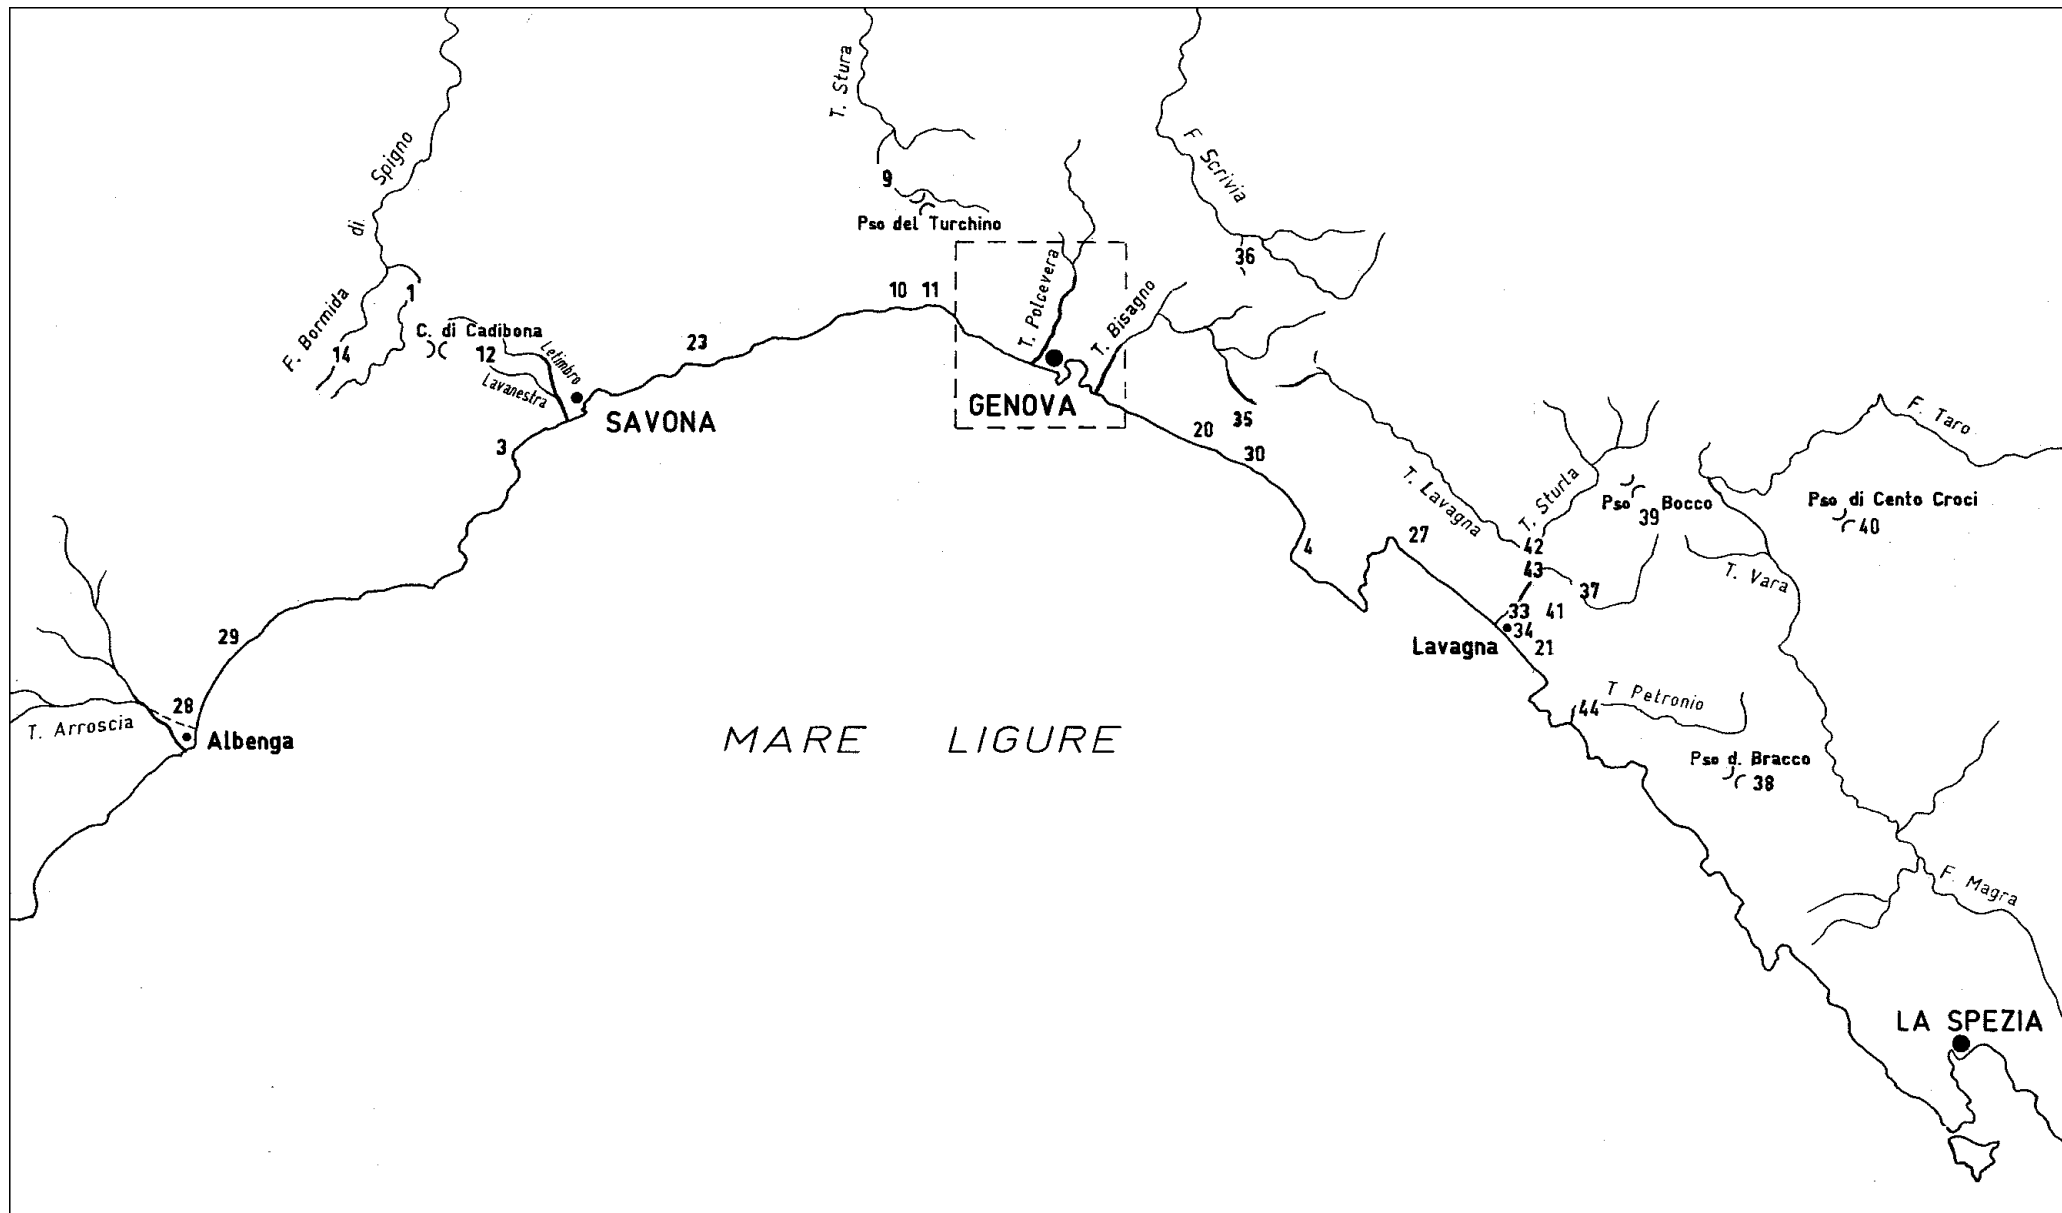 T. Stura
F. Scrivia
Spigno
di
F. Bormida
9
Pso del Turchino
36
1
10 11
T. Polcevera
T. Bisagno
C. di Cadibona
14
12
Letimbro
Lavanestra
23
SAVONA
GENOVA
3
20
35
30
F. Taro
T. Lavagna
T. Sturla
Pso Bocco
39
Pso di Cento Croci
40
4
27
42
43
37
T. Vara
33
41
34
Lavagna
21
29
28
T. Arroscia
Albenga
T Petronio
44
MARE LIGURE
Pso d. Bracco
38
F. Magra
LA SPEZIA